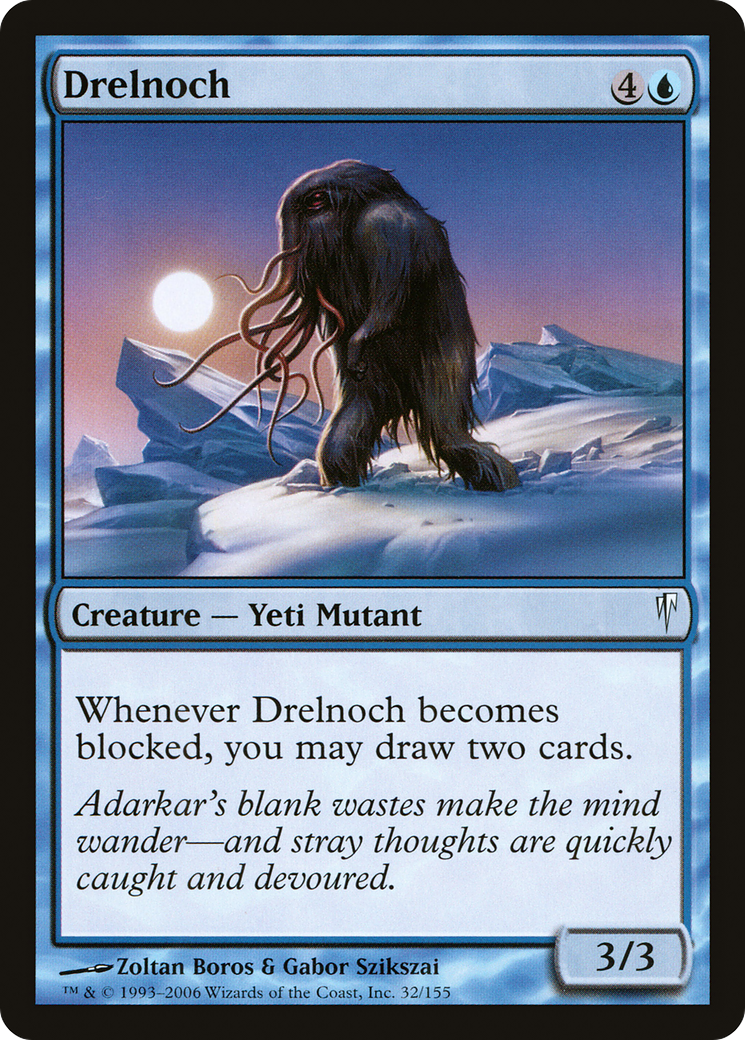 Drelnoch
4
Creature — Yeti Mutant
Whenever Drelnoch becomes
blocked, you may draw two cards.
Adarkar's blank wastes make the mind
wander—and stray thoughts are quickly
caught and devoured.
3/3
Zoltan Boros & Gabor Szikszai
™ & © 1993–2006 Wizards of the Coast, Inc. 32/155